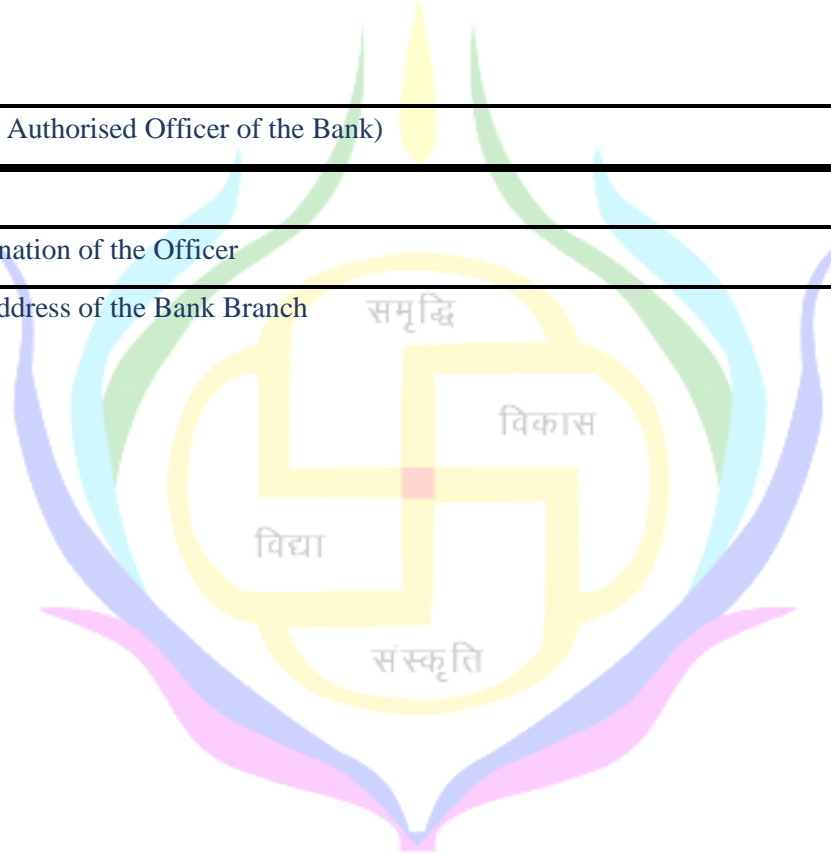 Authorised Officer of the Bank)
nation of the Officer
ddress of the Bank Branch
समृद्धि
विकास
विद्या
संस्कृति